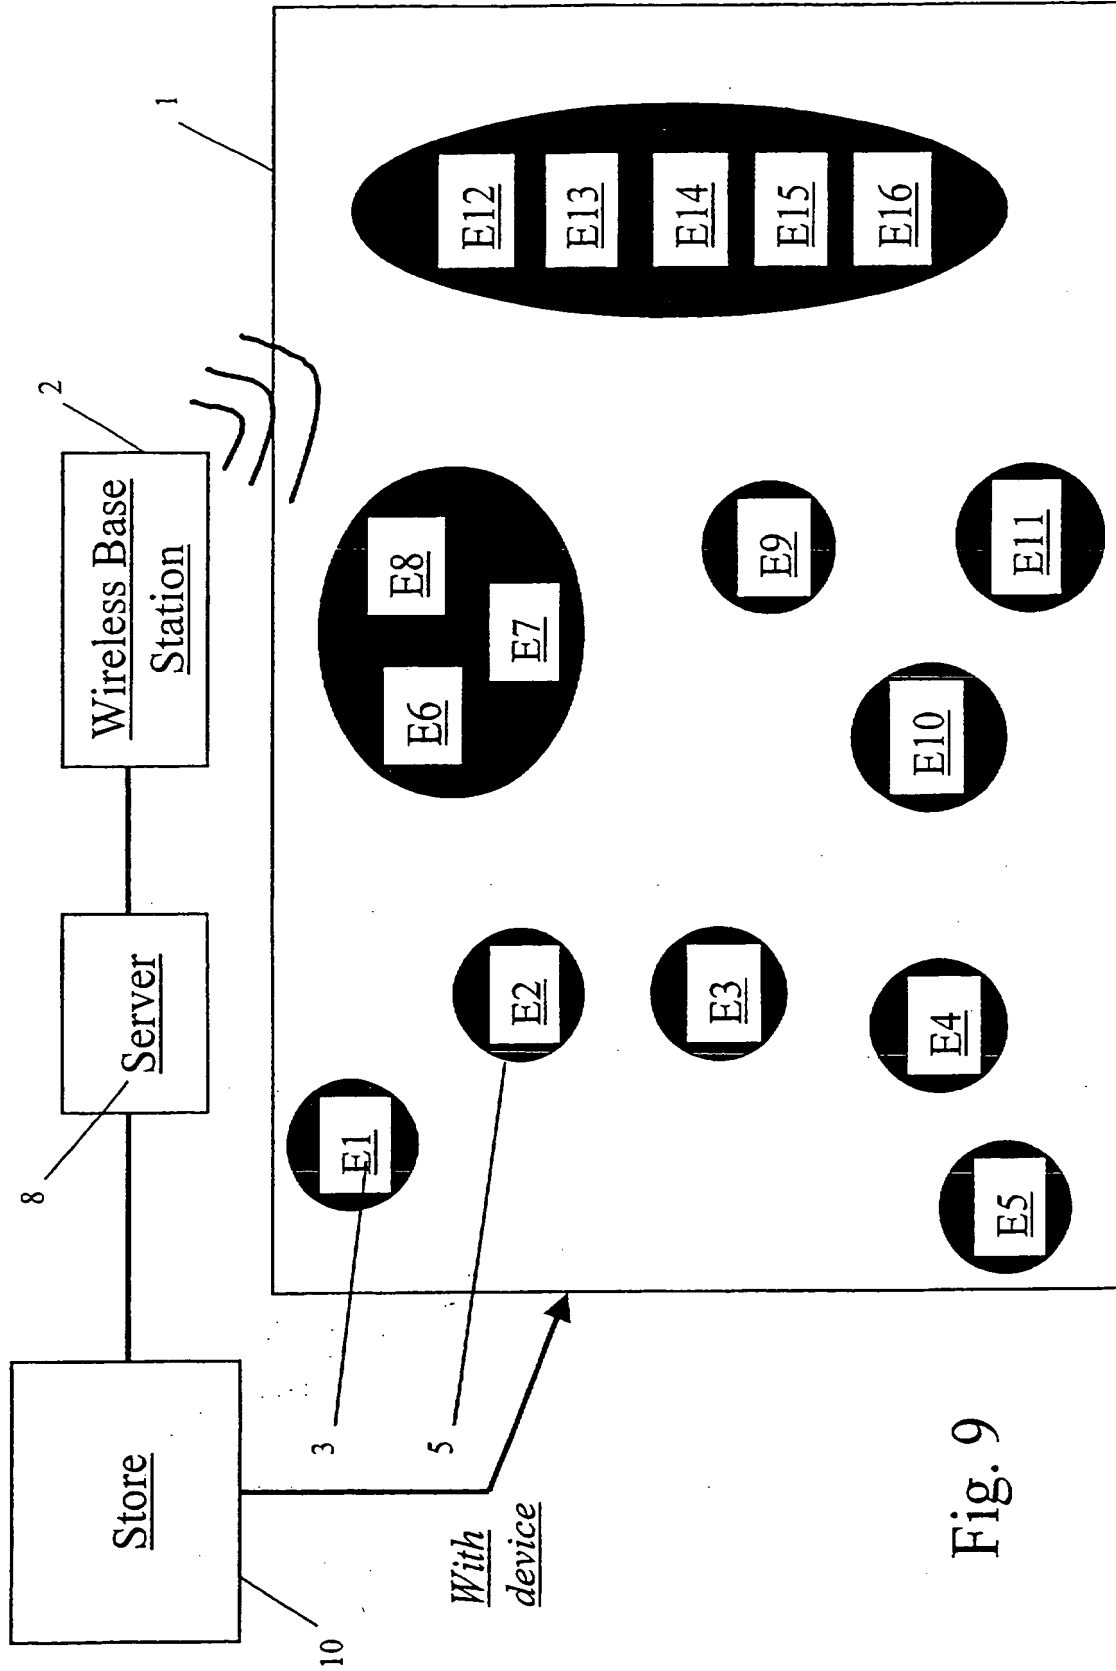 10
Store
8
Server
Wireless Base
Station
2
1
With
device
3
5
E1
E2
E3
E4
E5
E6
E7
E8
E9
E10
E11
E12
E13
E14
E15
E16
Fig. 9